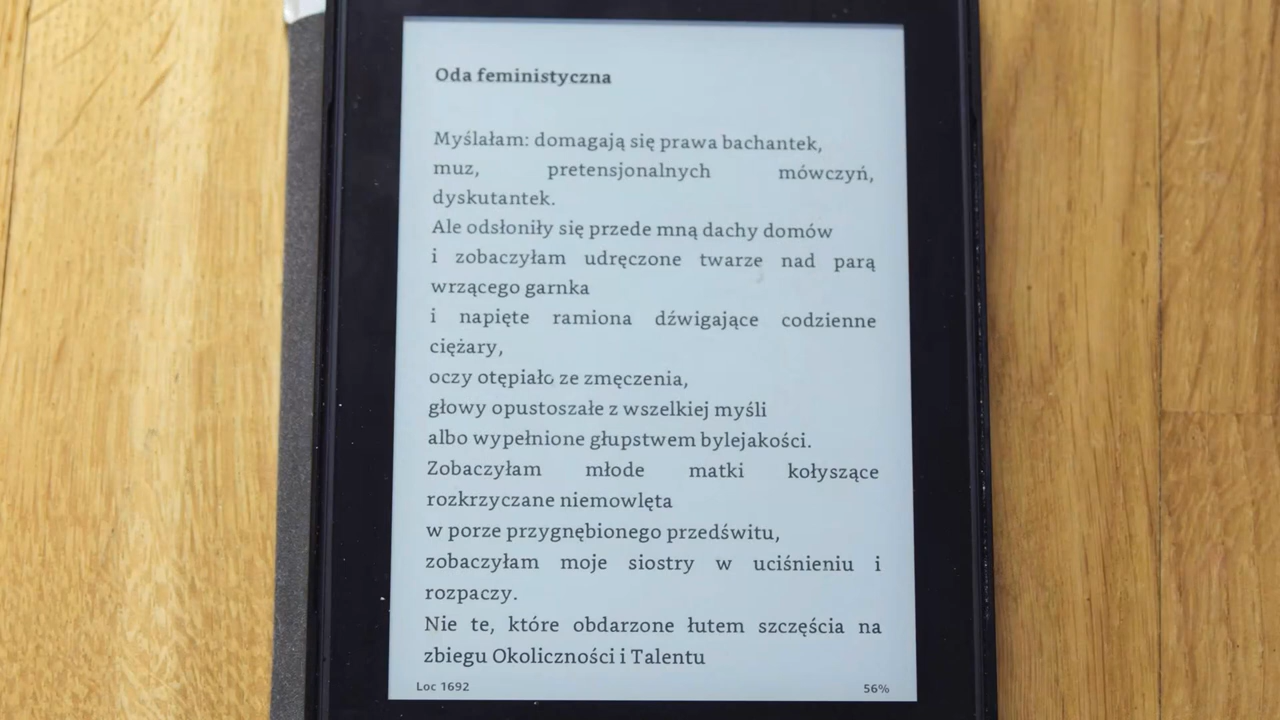 Oda feministyczna
Myślałam: domagają się prawa bachantek,
muz, pretensjonalnych mówczyń,
dyskutantek.
Ale odsłoniły się przede mną dachy domów
i zobaczyłam udręczone twarze nad parą
wrzącego garnka
i napięte ramiona dźwigające codzienne
ciężary,
oczy otępiałe ze zmęczenia,
głowy opustoszałe z wszelkiej myśli
albo wypełnione głupstwem bylejakości.
Zobaczyłam młode matki kołyszące
rozkrzyczane niemowlęta
w porze przygnębionego przedświtu,
zobaczyłam moje siostry w uciśnieniu i
rozpaczy.
Nie te, które obdarzone łutem szczęścia na
zbiegu Okoliczności i Talentu
Loc 1692 56%